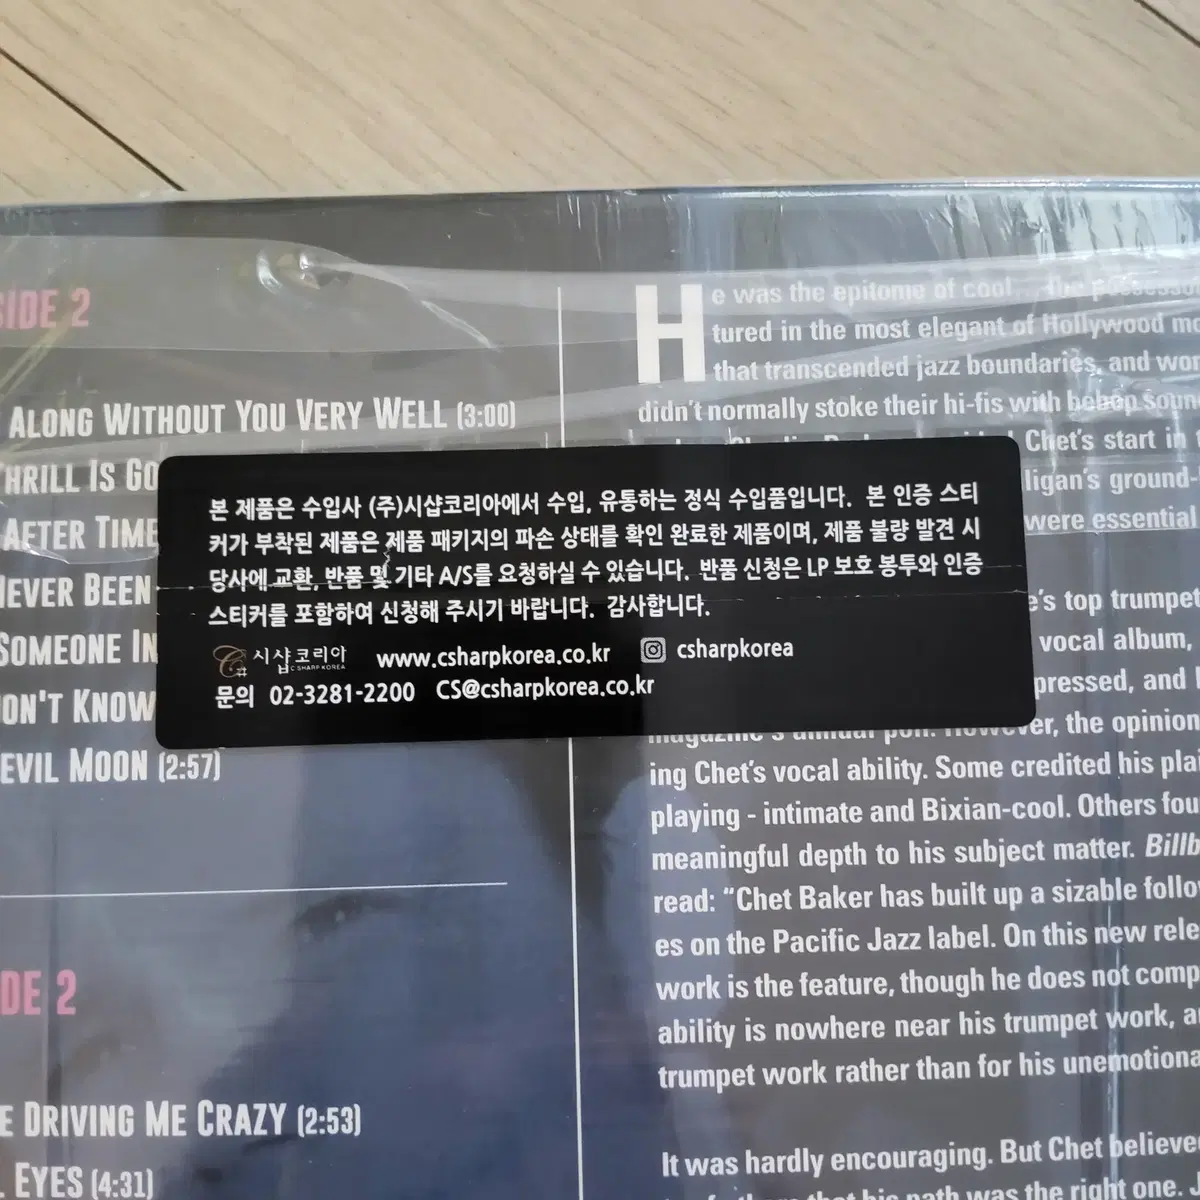 SIDE 2
ALONG WITHOUT YOU VERY WELL (3:00)
THRILL IS GO
AFTER TIME
NEVER BEEN
SOMEONE IN
DON'T KNOW
EVIL MOON (2:57)
DE 2
E DRIVING ME CRAZY (2:53)
EYES (4:31)
본 제품은 수입사 (주)시샵코리아에서 수입, 유통하는 정식 수입품입니다. 본 인증 스티
커가 부착된 제품은 제품 패키지의 파손 상태를 확인 완료한 제품이며, 제품 불량 발견 시
당사에 교환, 반품 및 기타 A/S를 요청하실 수 있습니다. 반품 신청은 LP 보호 봉투와 인증
스티커를 포함하여 신청해 주시기 바랍니다. 감사합니다.
C# 시샵코리아 C SHARP KOREA www.csharpkorea.co.kr csharpkorea
문의 02-3281-2200 CS@csharpkorea.co.kr
He was the epitome of cool...
tured in the most elegant of Hollywood mo
that transcended jazz boundaries, and wor
didn't normally stoke their hi-fis with bebop soun
Chet's start in
ligan's ground-
were essential
e's top trumpet
vocal album,
pressed, and
magazine's annual poll. However, the opinion
ing Chet's vocal ability. Some credited his pla
playing - intimate and Bixian-cool. Others fou
meaningful depth to his subject matter. Billb
read: “Chet Baker has built up a sizable follo
es on the Pacific Jazz label. On this new rele
work is the feature, though he does not comp
ability is nowhere near his trumpet work, a
trumpet work rather than for his unemotiona
It was hardly encouraging. But Chet believe
that his path was the right one.